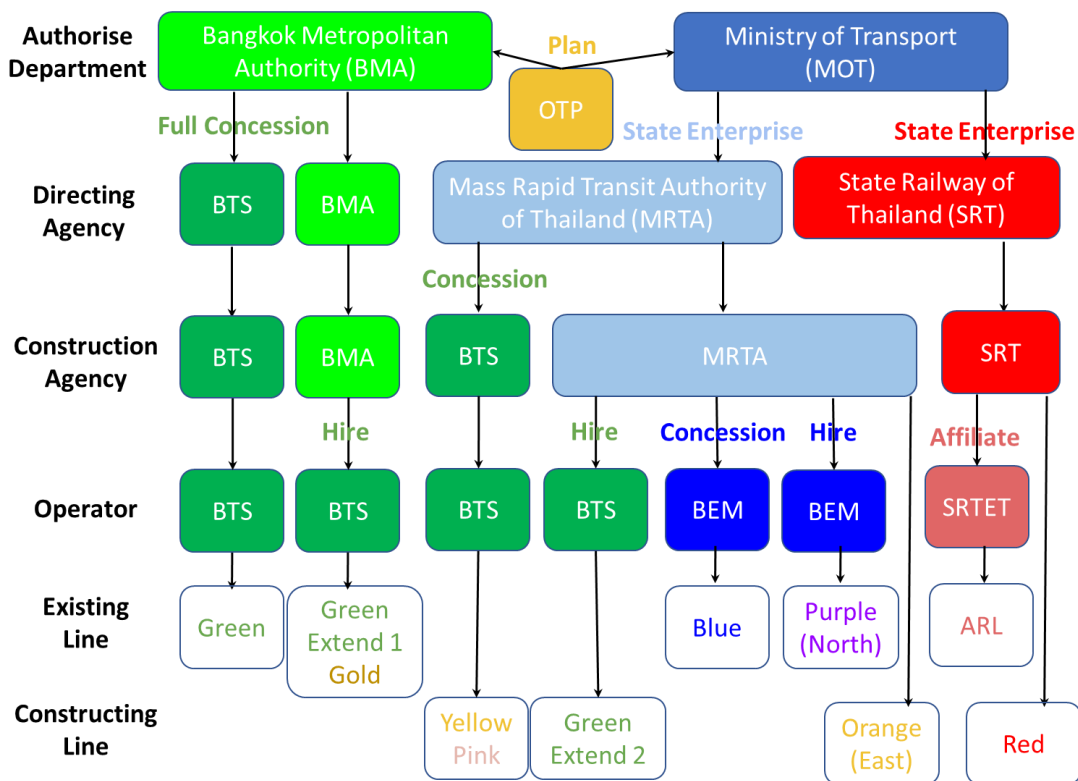 Authorise
Department
Bangkok Metropolitan
Authority (BMA)
Plan
OTP
Ministry of Transport
(MOT)
Full Concession
State Enterprise
State Enterprise
Directing
Agency
BTS
BMA
Mass Rapid Transit Authority
of Thailand (MRTA)
State Railway of
Thailand (SRT)
Concession
Construction
Agency
BTS
BMA
BTS
MRTA
SRT
Hire
Hire
Concession
Hire
Affiliate
Operator
BTS
BTS
BTS
BTS
BEM
BEM
SRTET
Existing
Line
Green
Green
Extend 1
Gold
Blue
Purple
(North)
ARL
Constructing
Line
Yellow
Pink
Green
Extend 2
Orange
(East)
Red